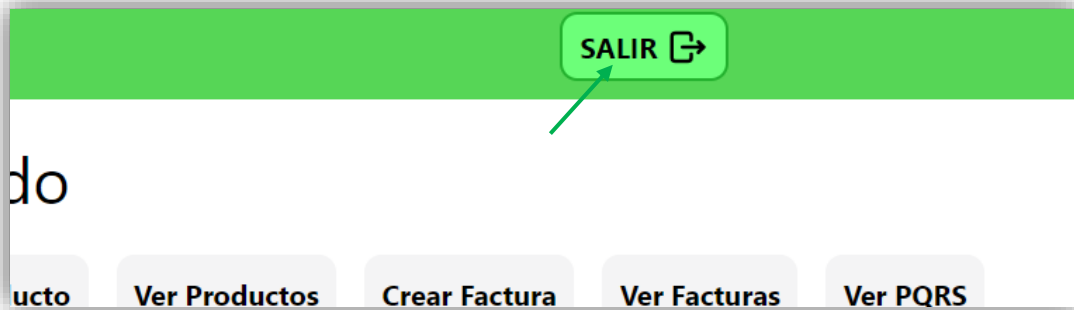 SALIR
do
ucto Ver Productos Crear Factura Ver Facturas Ver PQRS